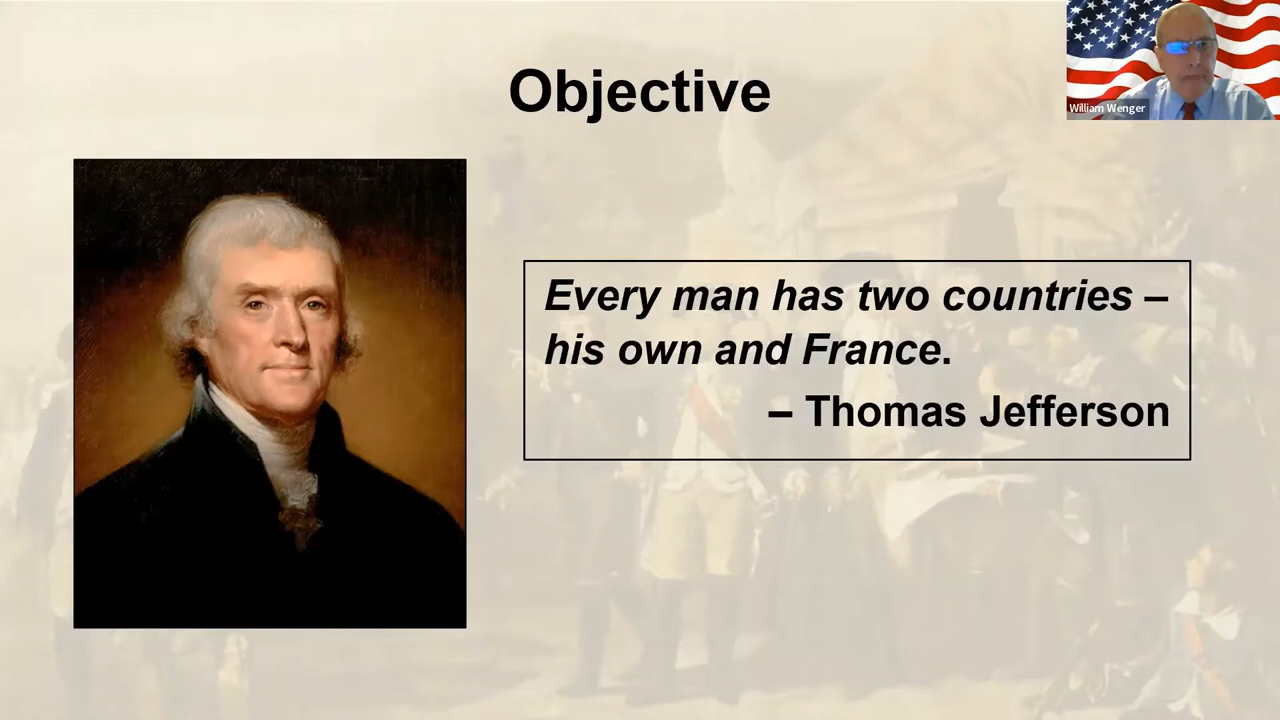 Objective
William Wenger
Every man has two countries –
his own and France.
– Thomas Jefferson